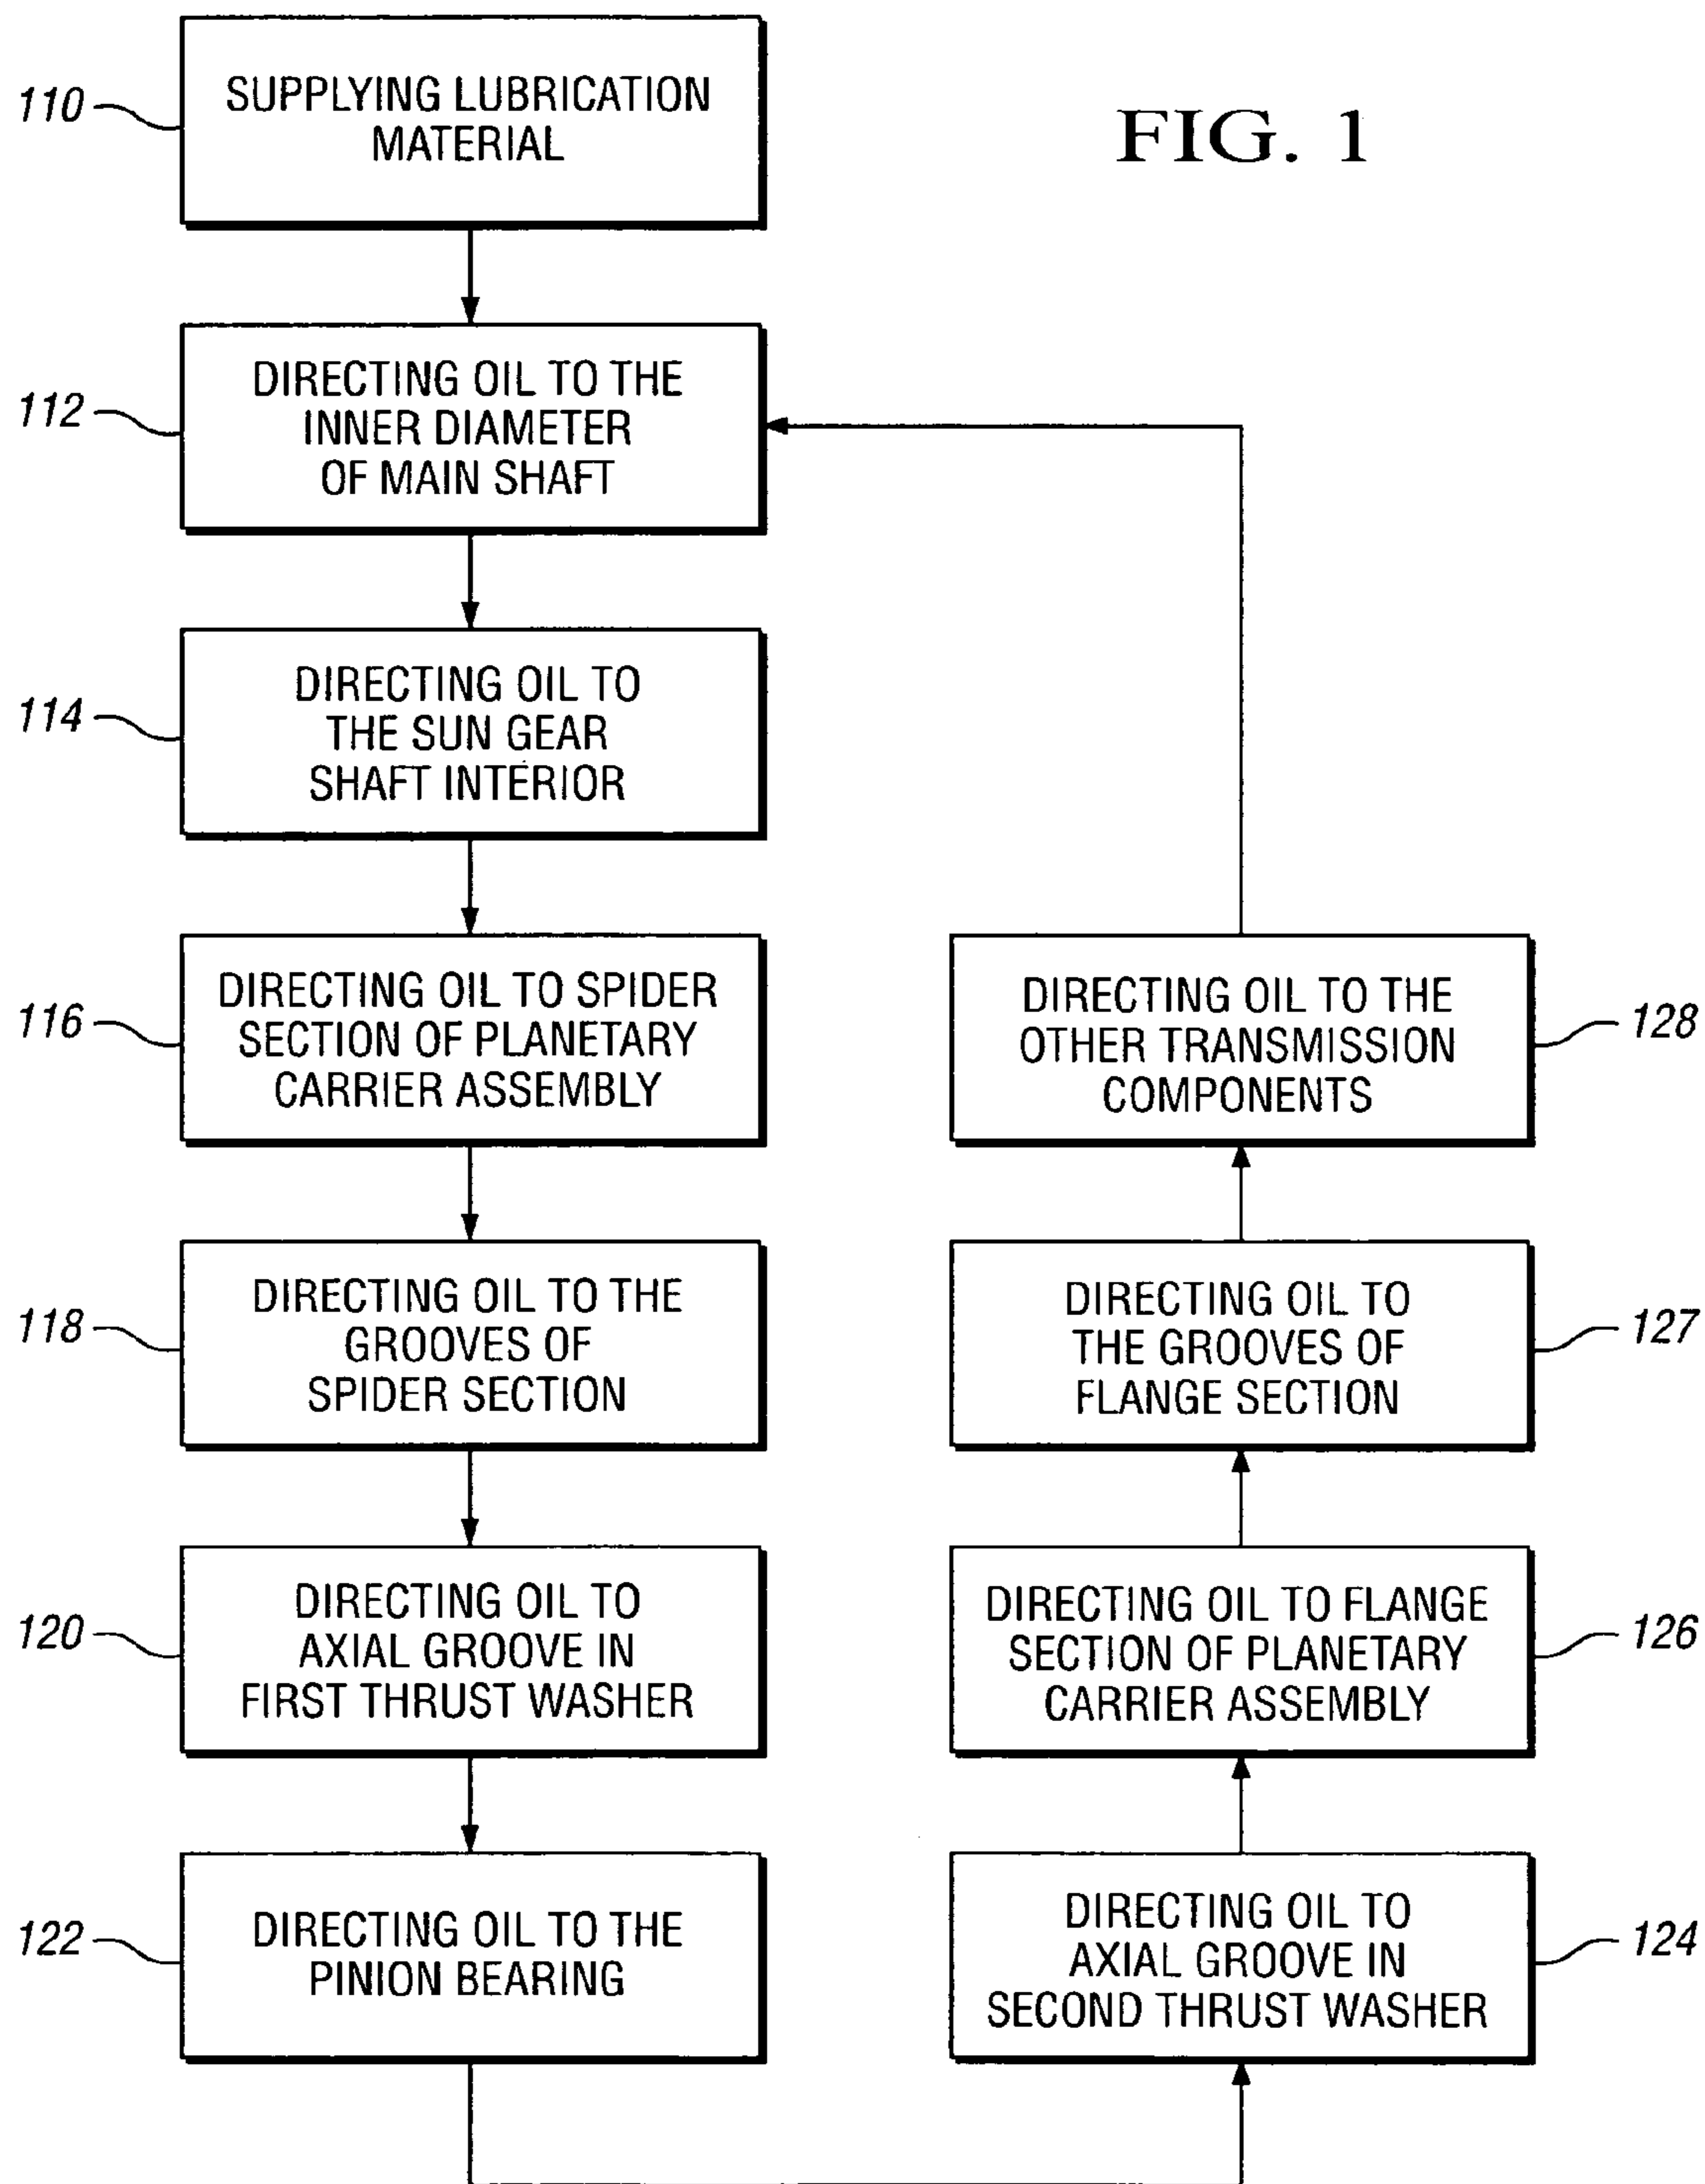 FIG. 1
110
SUPPLYING LUBRICATION
MATERIAL
112
DIRECTING OIL TO THE
INNER DIAMETER
OF MAIN SHAFT
114
DIRECTING OIL TO
THE SUN GEAR
SHAFT INTERIOR
116
DIRECTING OIL TO SPIDER
SECTION OF PLANETARY
CARRIER ASSEMBLY
118
DIRECTING OIL TO THE
GROOVES OF
SPIDER SECTION
120
DIRECTING OIL TO
AXIAL GROOVE IN
FIRST THRUST WASHER
122
DIRECTING OIL TO THE
PINION BEARING
DIRECTING OIL TO
AXIAL GROOVE IN
SECOND THRUST WASHER
124
DIRECTING OIL TO FLANGE
SECTION OF PLANETARY
CARRIER ASSEMBLY
126
DIRECTING OIL TO
THE GROOVES OF
FLANGE SECTION
127
DIRECTING OIL TO THE
OTHER TRANSMISSION
COMPONENTS
128